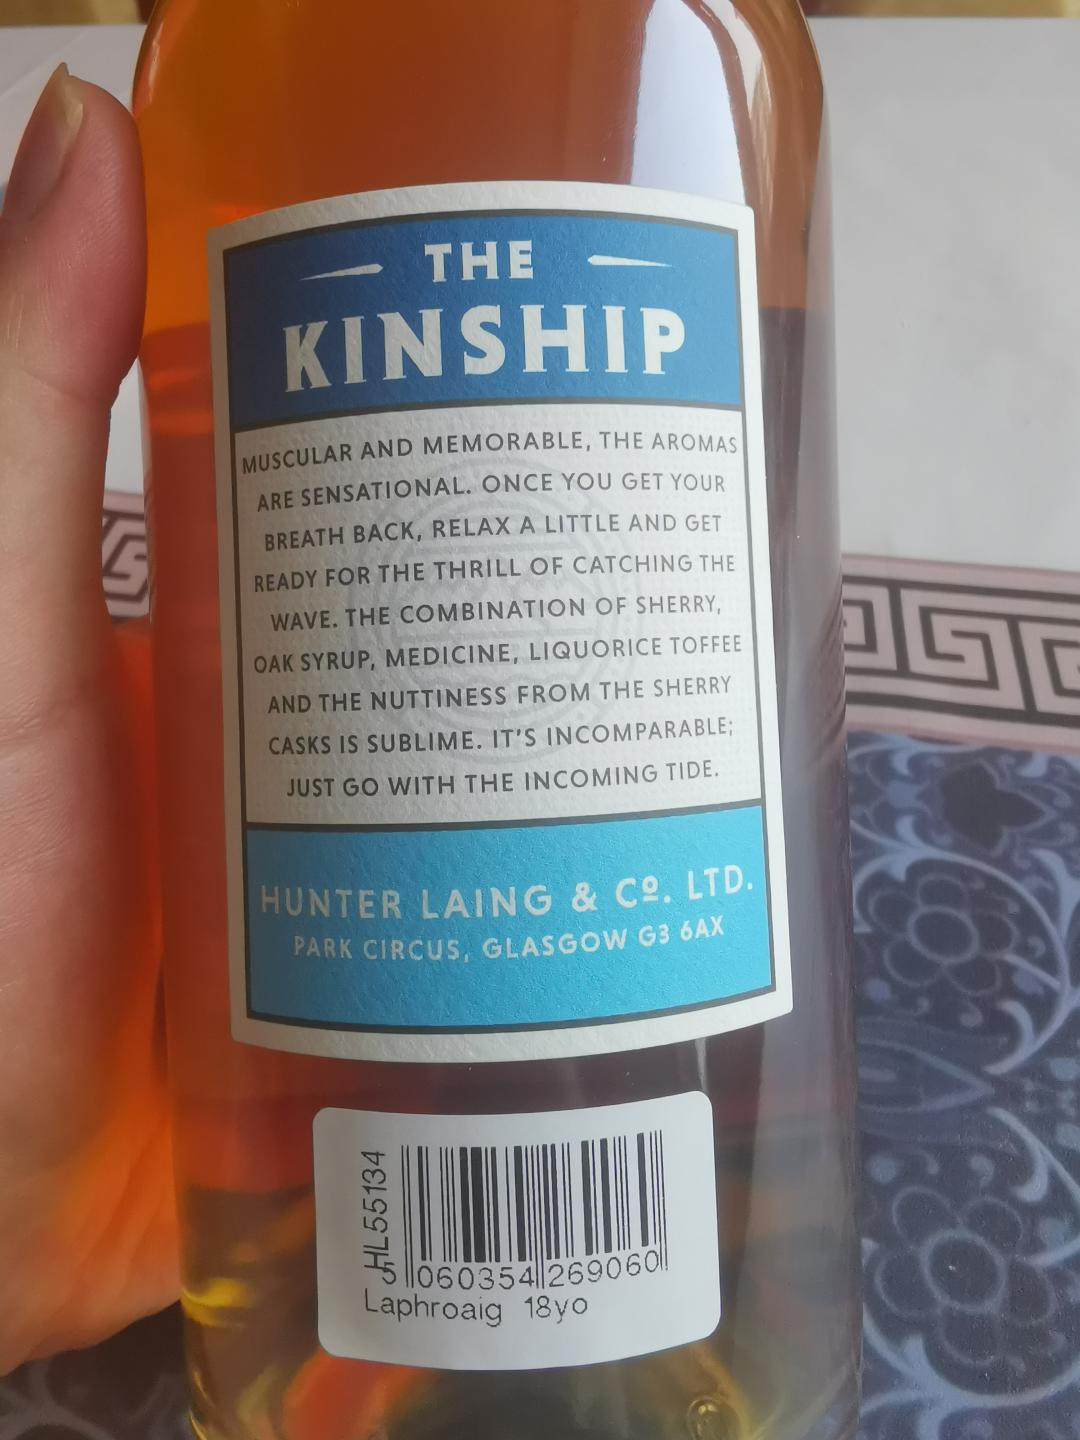 THE
KINSHIP
MUSCULAR AND MEMORABLE, THE AROMAS
ARE SENSATIONAL. ONCE YOU GET YOUR
BREATH BACK, RELAX A LITTLE AND GET
READY FOR THE THRILL OF CATCHING THE
WAVE. THE COMBINATION OF SHERRY,
OAK SYRUP, MEDICINE, LIQUORICE TOFFEE
AND THE NUTTINESS FROM THE SHERRY
CASKS IS SUBLIME. IT'S INCOMPARABLE;
JUST GO WITH THE INCOMING TIDE.
HUNTER LAING & Cº. LTD.
PARK CIRCUS, GLASGOW G3 6AX
HL55134
5 060354 269060
Laphroaig 18yo